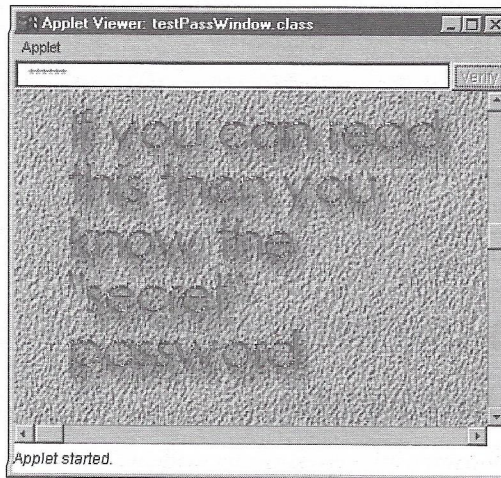 Applet Viewer: testPassWindow.class
Applet
******
Verify
If you can read
this then you
know the
"secret"
password.
Applet started.